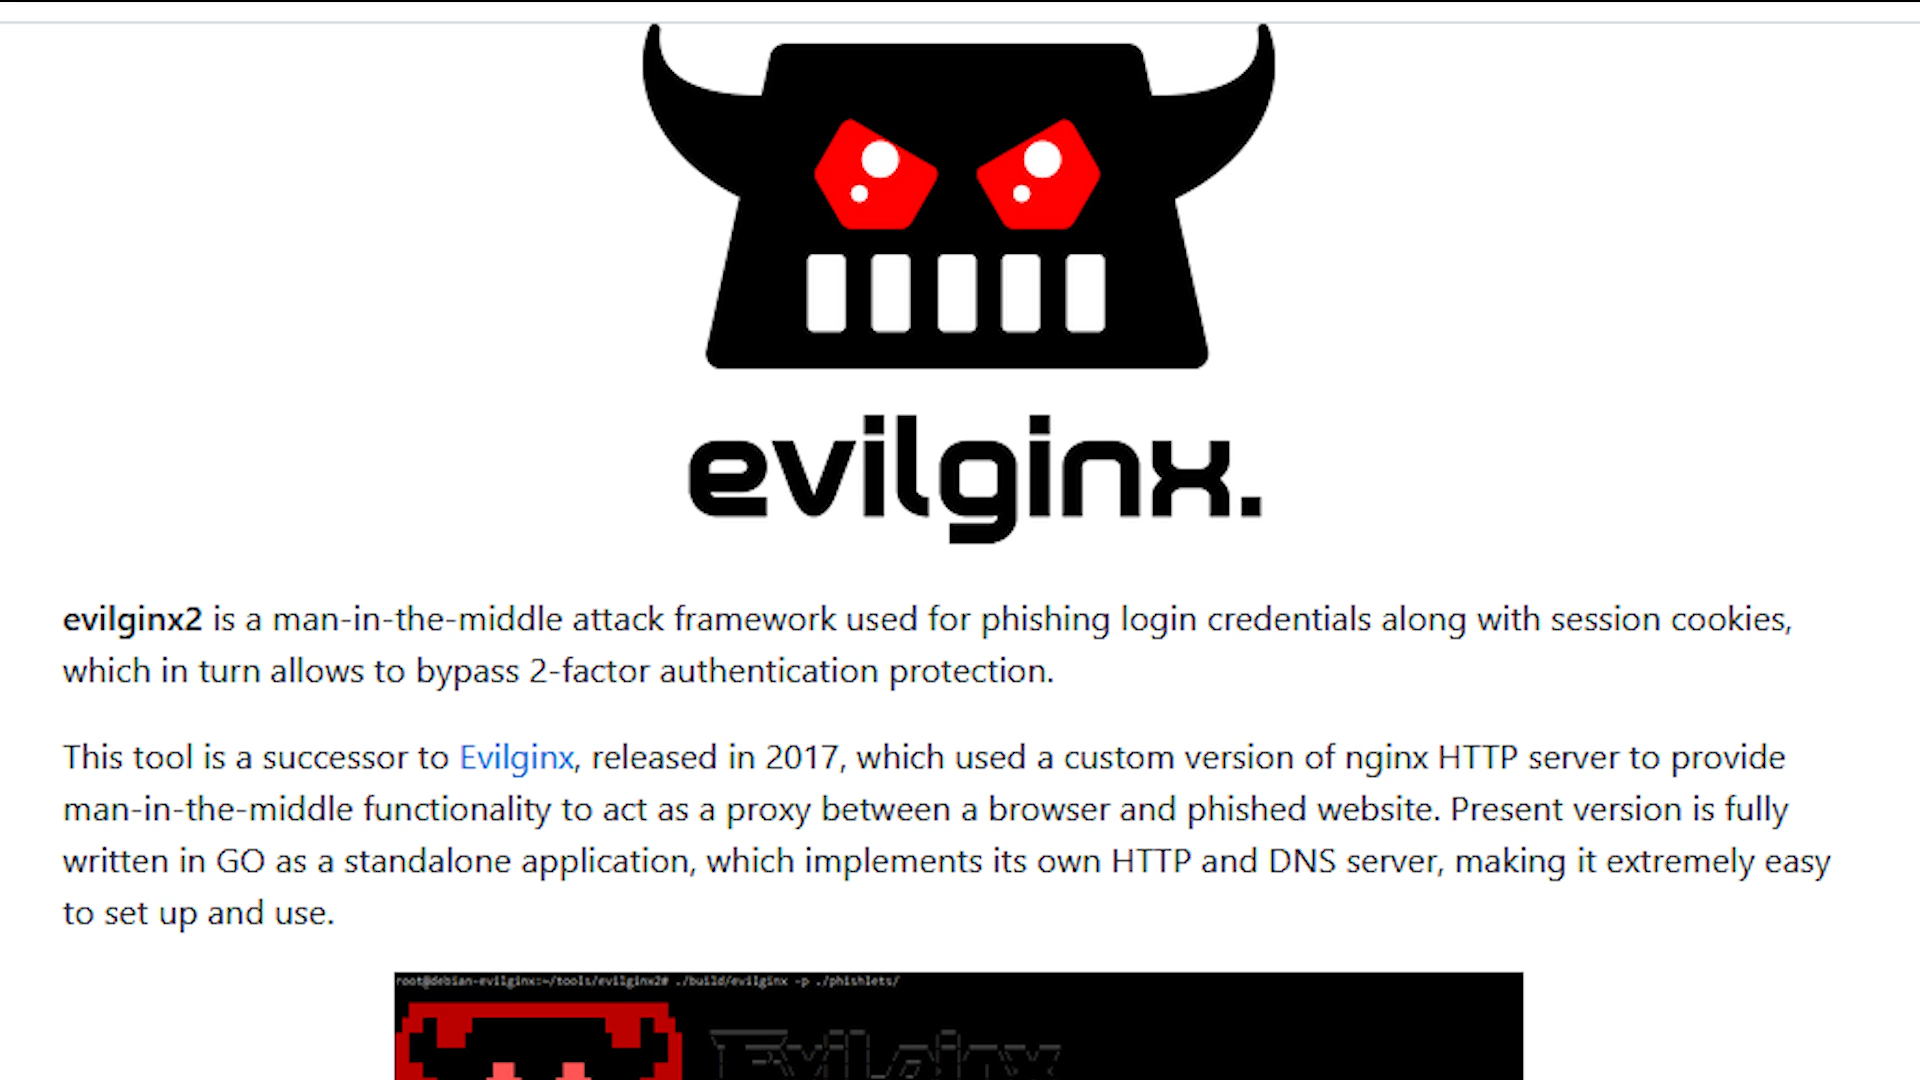 evilginx.
evilginx2 is a man-in-the-middle attack framework used for phishing login credentials along with session cookies,
which in turn allows to bypass 2-factor authentication protection.
This tool is a successor to Evilginx, released in 2017, which used a custom version of nginx HTTP server to provide
man-in-the-middle functionality to act as a proxy between a browser and phished website. Present version is fully
written in GO as a standalone application, which implements its own HTTP and DNS server, making it extremely easy
to set up and use.
root@debian-evilginx:~/tools/evilginx2# ./build/evilginx -p ./phishlets/
Evilginx